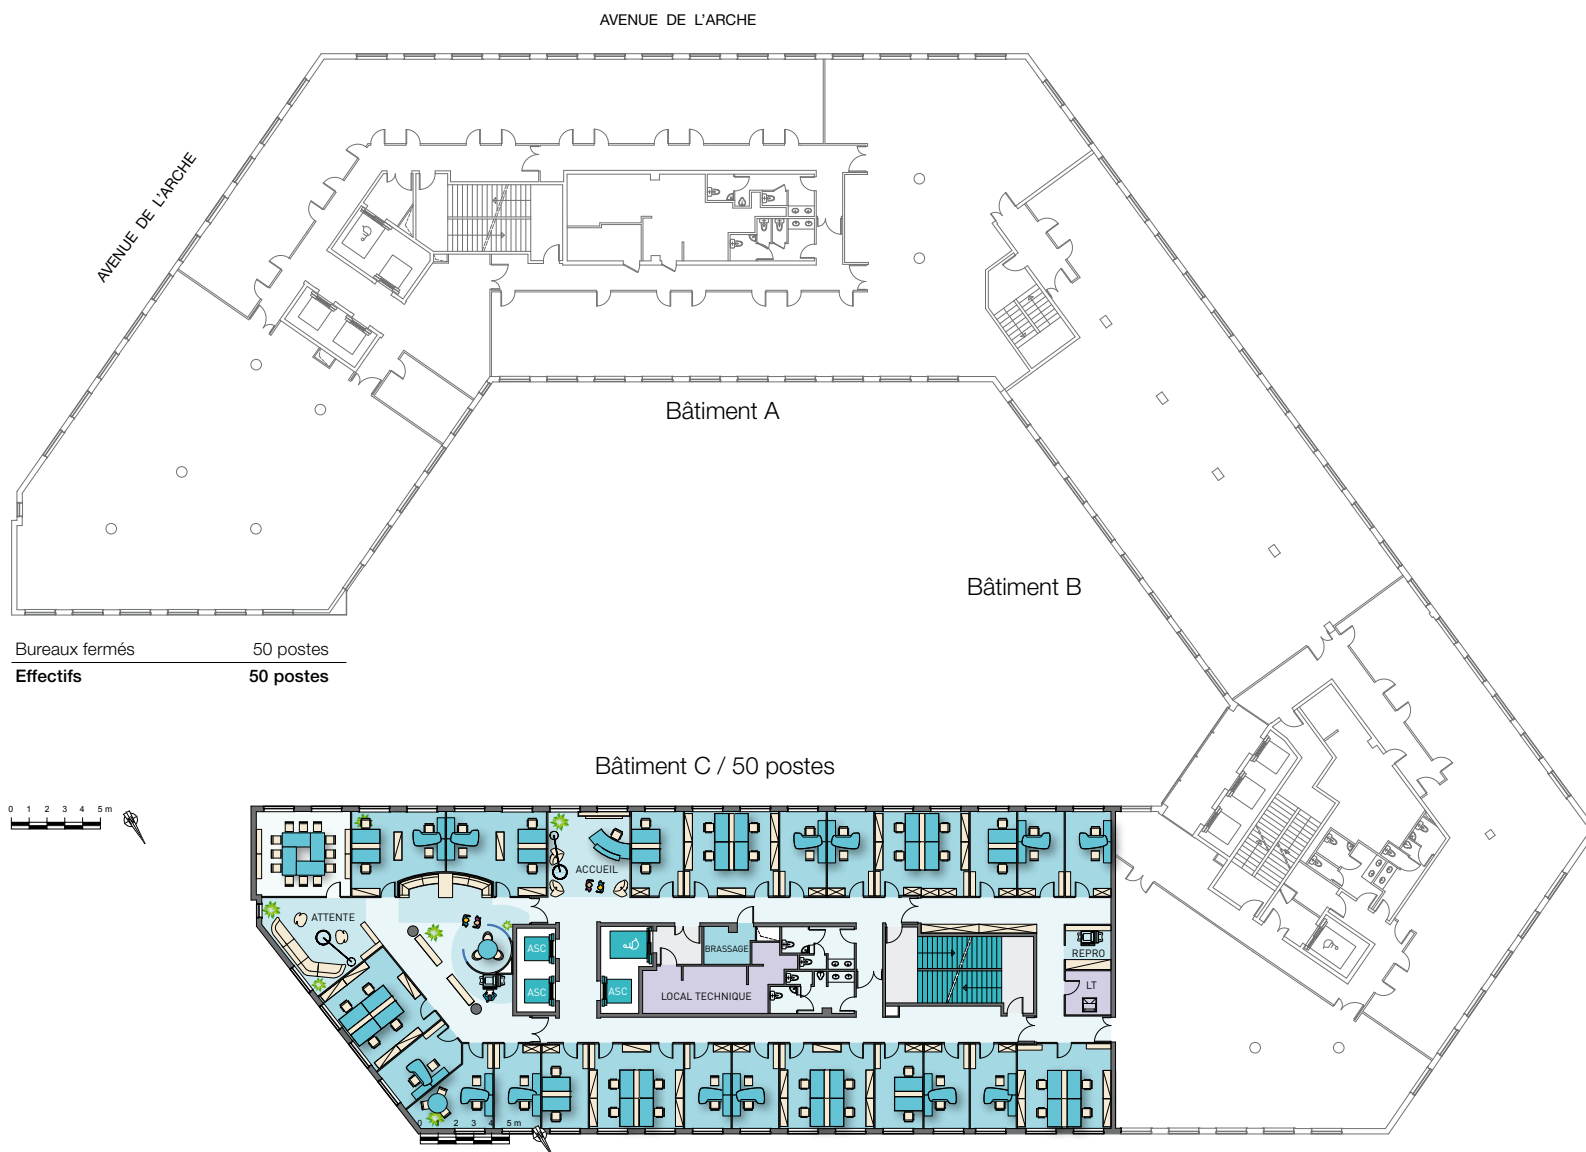 AVENUE DE L'ARCHE
AVENUE DE L'ARCHE
Bâtiment A
Bâtiment B
Bureaux fermés 50 postes
Effectifs 50 postes
Bâtiment C / 50 postes
0 1 2 3 4 5 m
ACCUEIL
ATTENTE
ASC
BRASSAGE
REPRO
ASC
ASC
LOCAL TECHNIQUE
LT
0 2 3 4 5 m